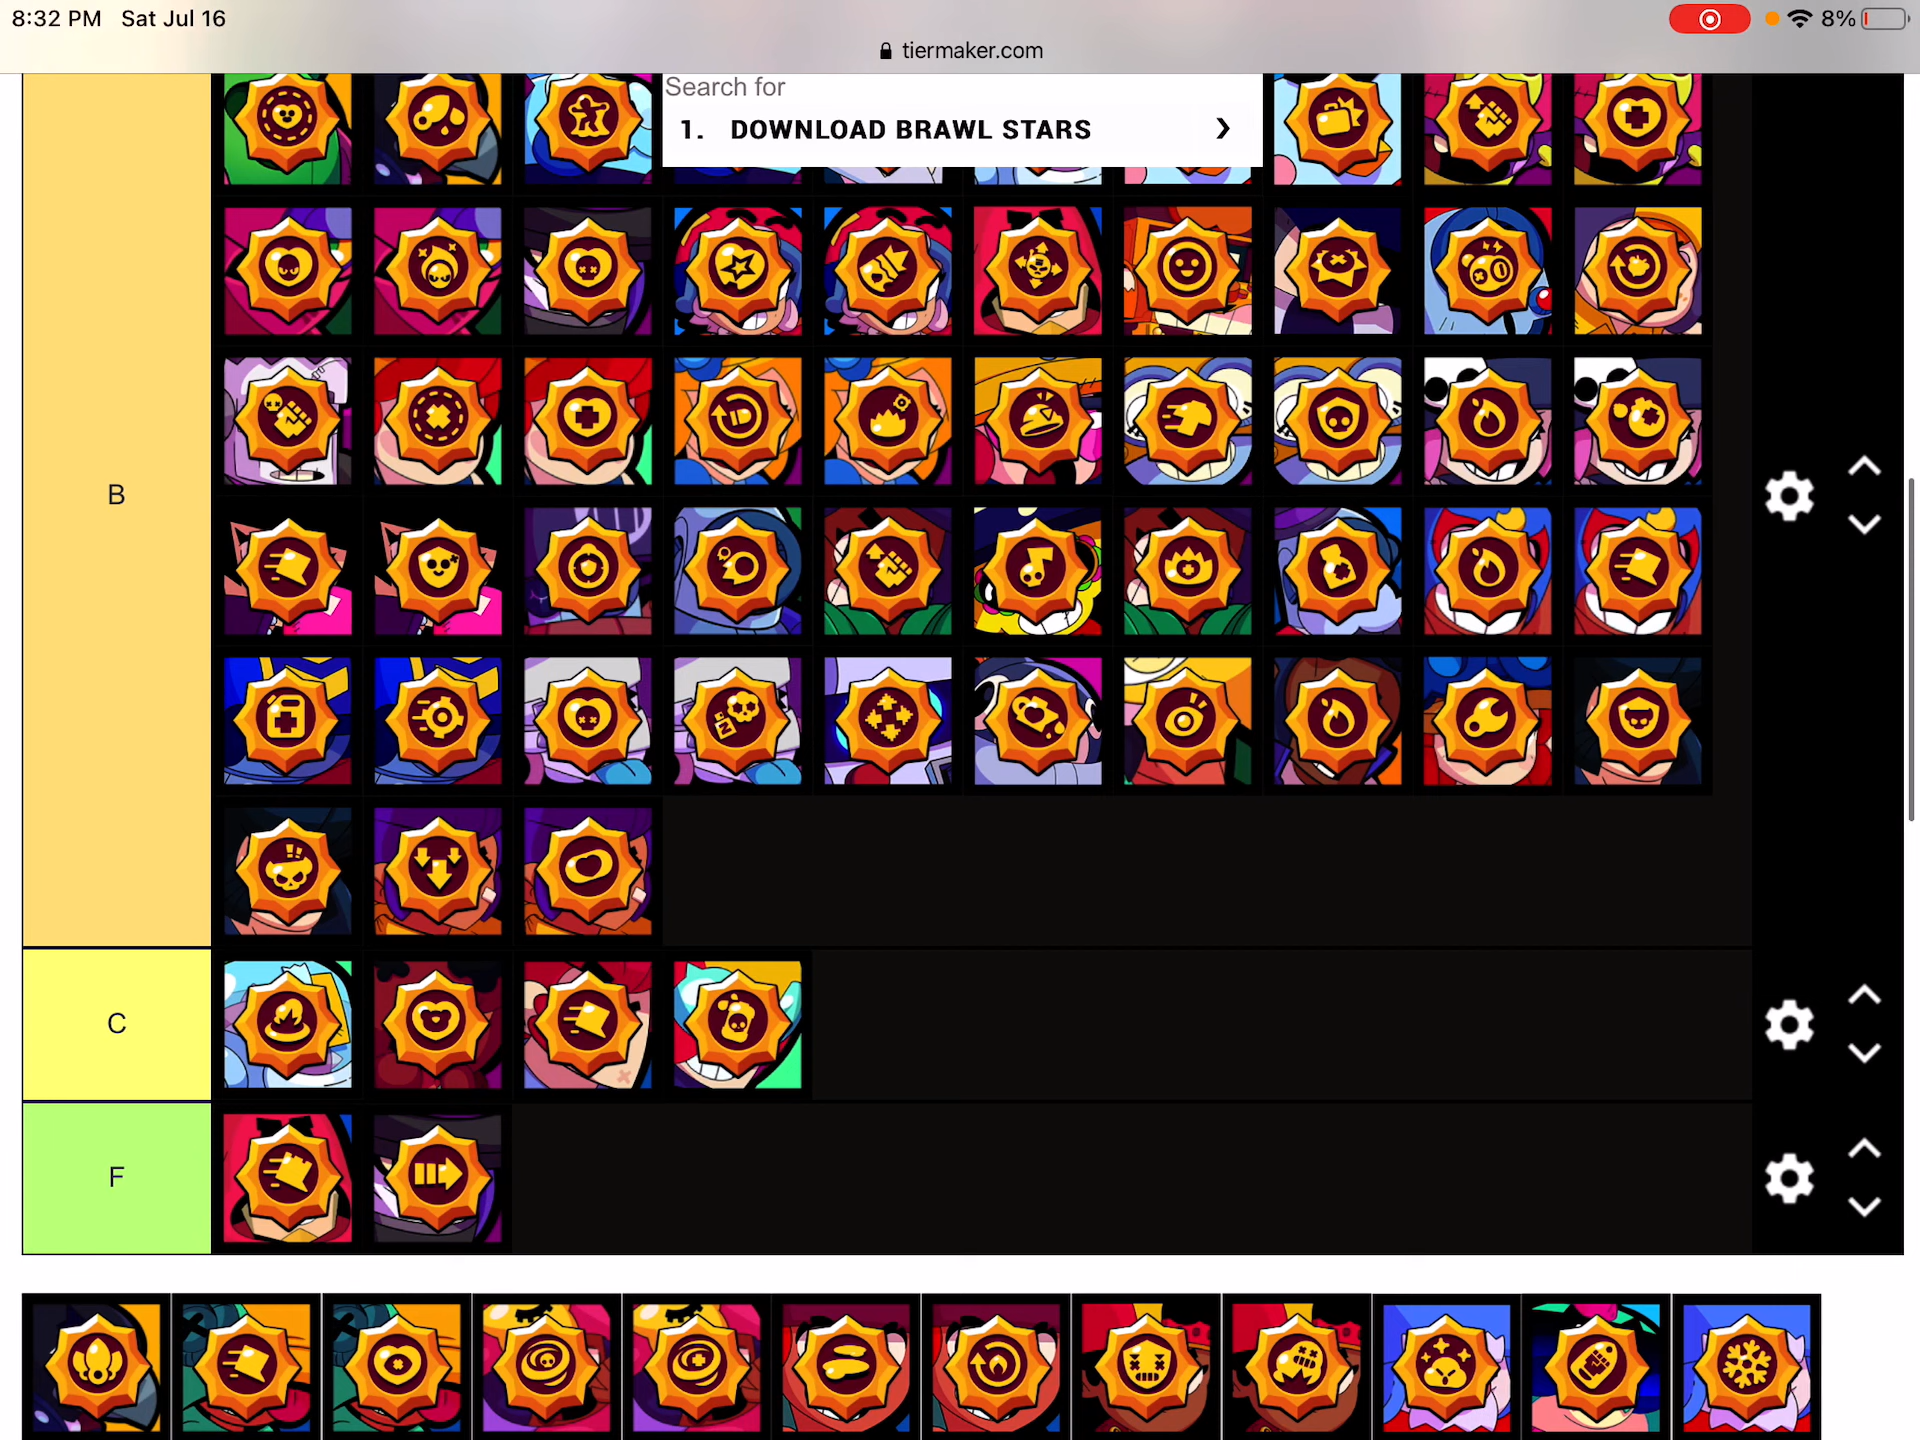 8:32 PM Sat Jul 16
8%
tiermaker.com
Search for
1. DOWNLOAD BRAWL STARS
B
C
F